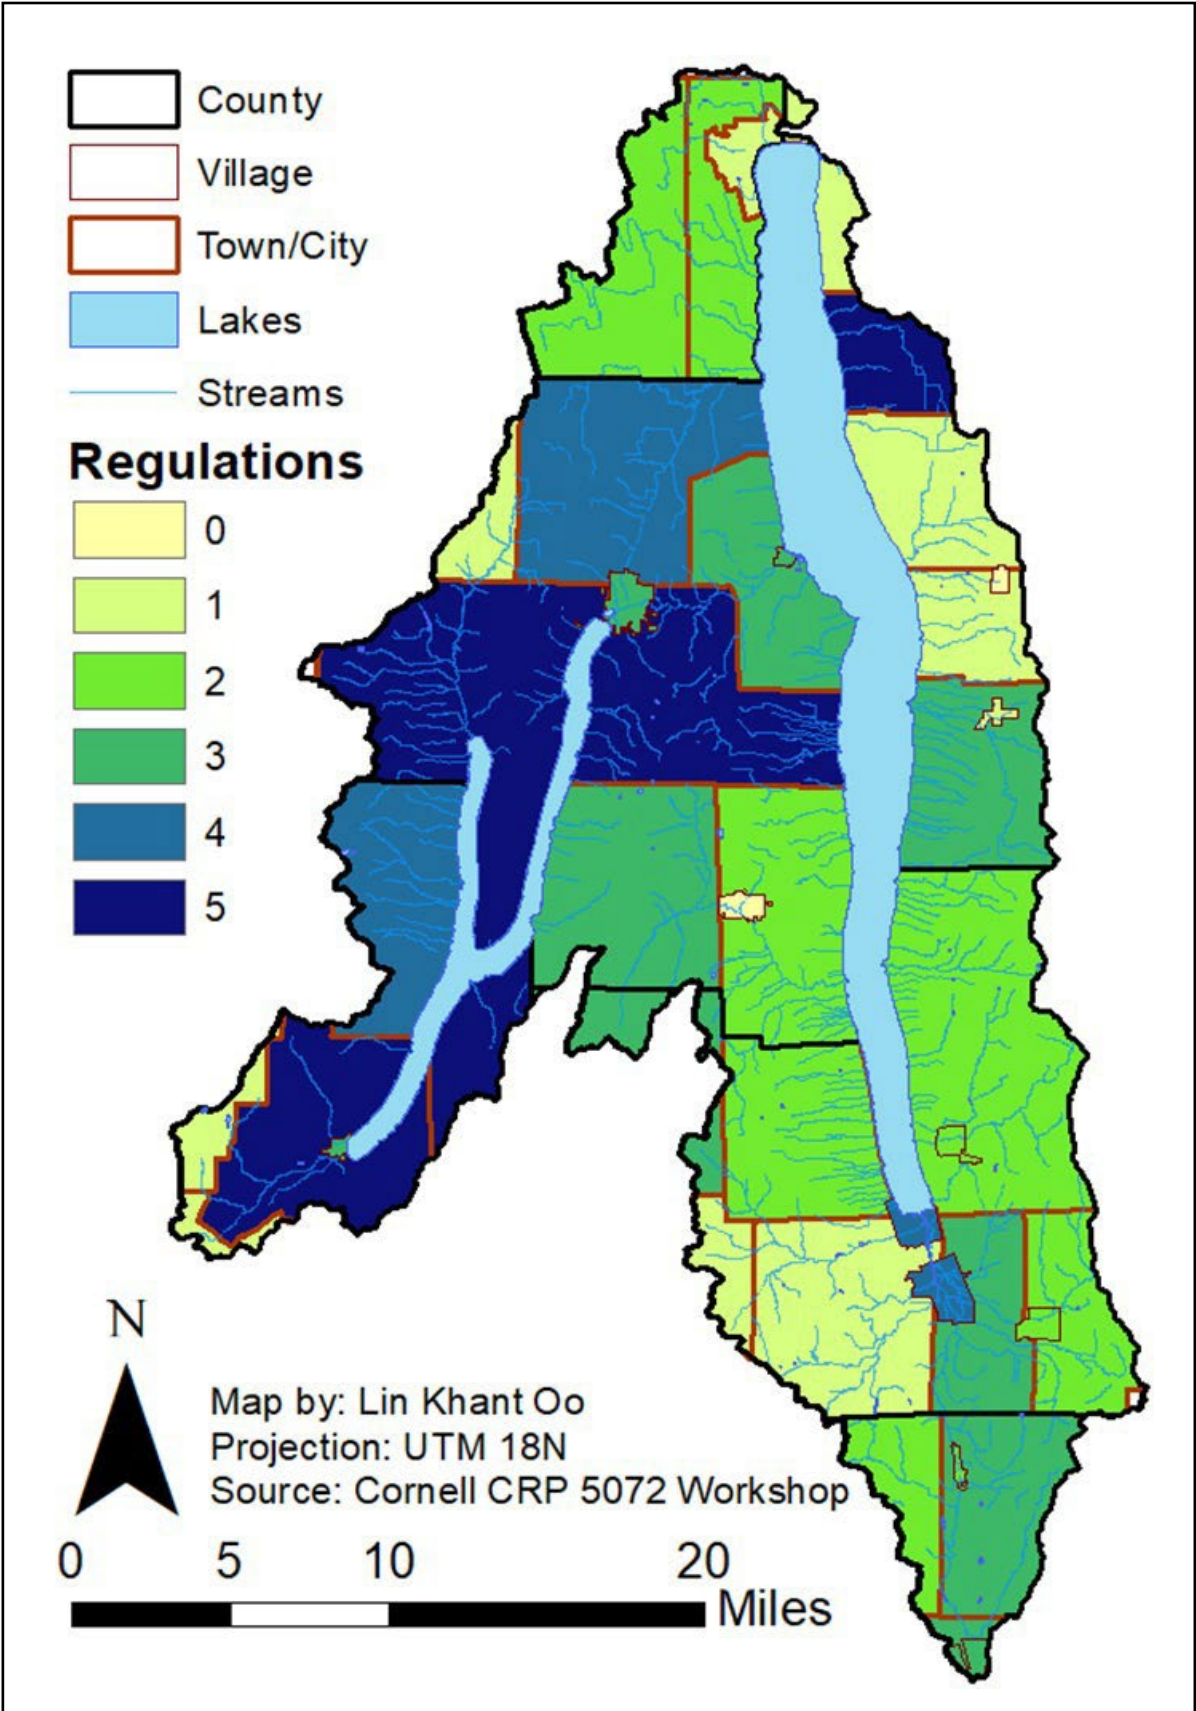 County
Village
Town/City
Lakes
Streams
Regulations
0
1
2
3
4
5
N
Map by: Lin Khant Oo
Projection: UTM 18N
Source: Cornell CRP 5072 Workshop
0 5 10 20
Miles